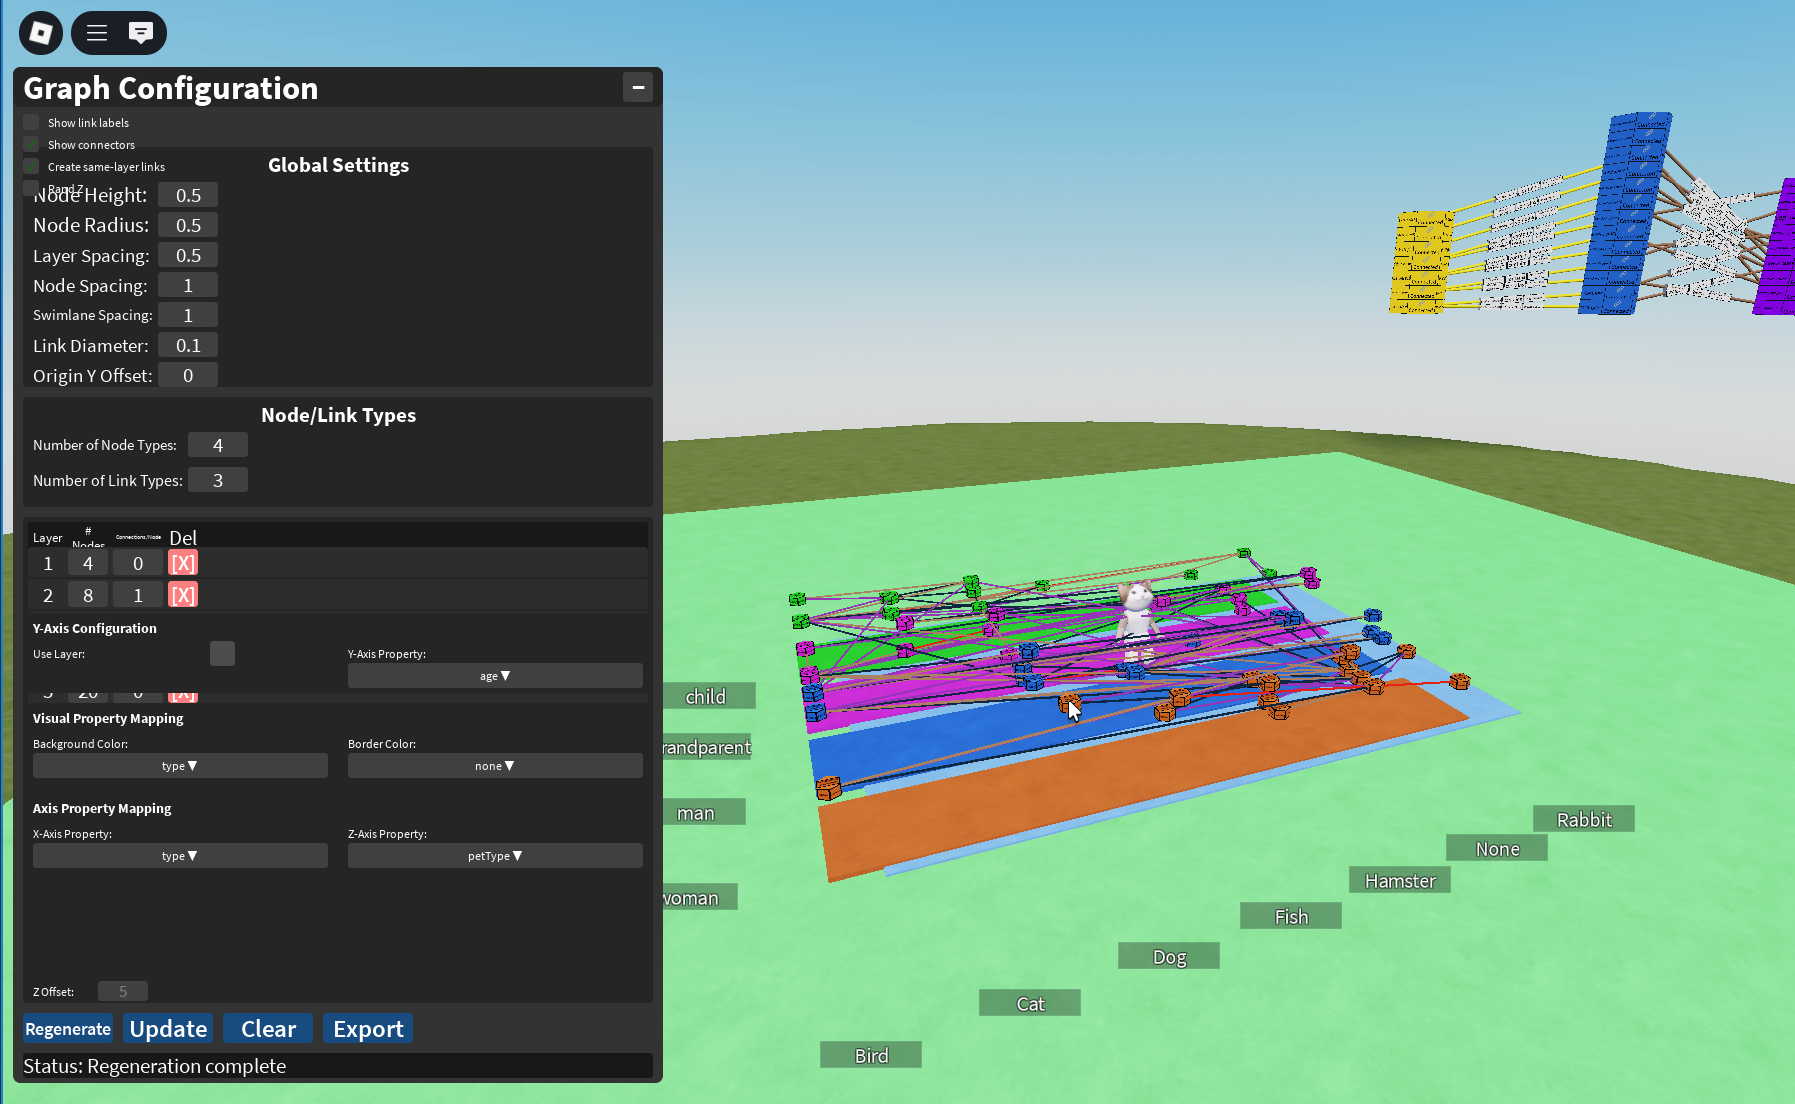 Graph Configuration
Show link labels
Show connectors
Create same-layer links
Rand Z
Global Settings
Node Height: 0.5
Node Radius: 0.5
Layer Spacing: 0.5
Node Spacing: 1
Swimlane Spacing: 1
Link Diameter: 0.1
Origin Y Offset: 0
Node/Link Types
Number of Node Types: 4
Number of Link Types: 3
Layer # Nodes Connections/Node Del
1 4 0 [X]
2 8 1 [X]
Y-Axis Configuration
Use Layer:
Y-Axis Property:
age ▼
Visual Property Mapping
Background Color:
type ▼
Border Color:
none ▼
Axis Property Mapping
X-Axis Property:
type ▼
Z-Axis Property:
petType ▼
Z Offset: 5
Regenerate Update Clear Export
Status: Regeneration complete
child
randparent
man
woman
Rabbit
None
Hamster
Fish
Dog
Cat
Bird